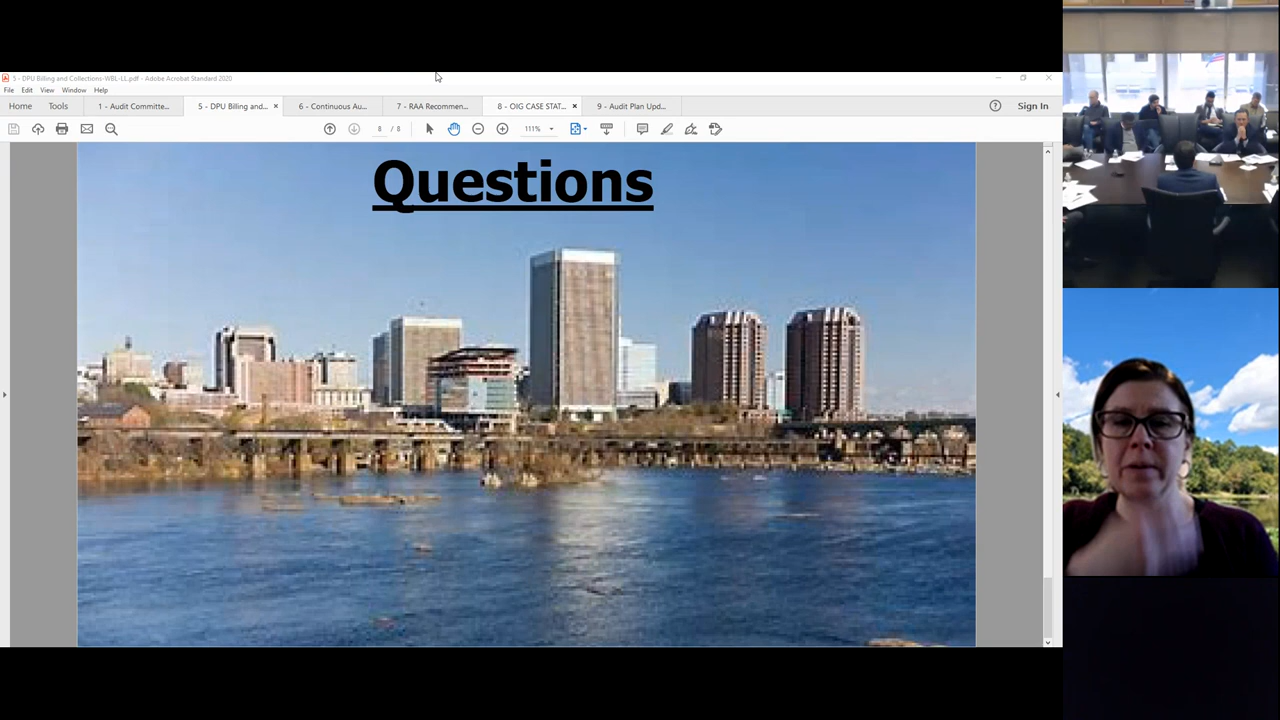 5 - DPU Billing and Collections-WBL-LL.pdf - Adobe Acrobat Standard 2020
File Edit View Window Help
Home Tools 1 - Audit Committe... 5 - DPU Billing and... × 6 - Continuous Au... 7 - RAA Recommen... 8 - OIG CASE STAT... × 9 - Audit Plan Upd... Sign In
8 / 8 111%
Questions